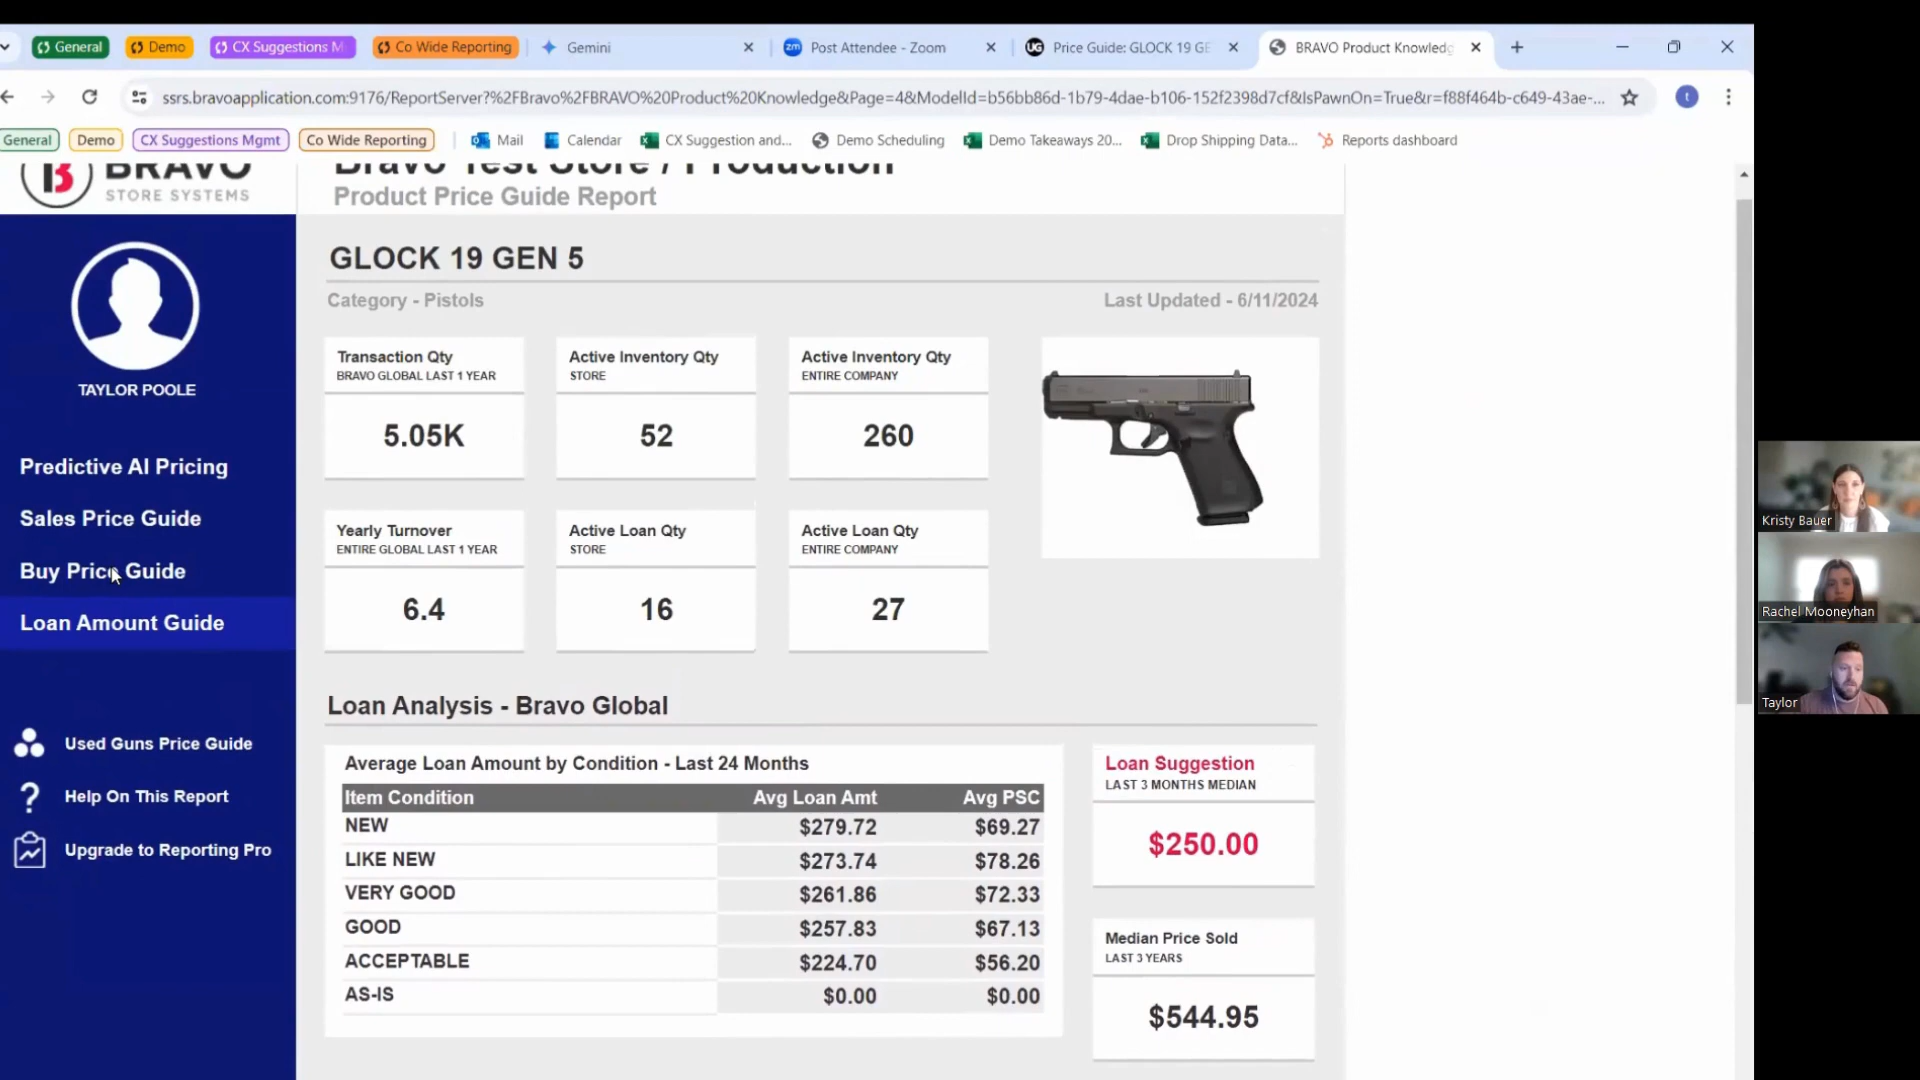 General
Demo
CX Suggestions M
Co Wide Reporting
Gemini
Post Attendee - Zoom
Price Guide: GLOCK 19 GE
BRAVO Product Knowledg
ssrs.bravoapplication.com:9176/ReportServer?%2FBravo%2FBRAVO%20Product%20Knowledge&Page=4&ModelId=b56bb86d-1b79-4dae-b106-152f2398d7cf&IsPawnOn=True&r=f88f464b-c649-43ae-...
General
Demo
CX Suggestions Mgmt
Co Wide Reporting
Mail
Calendar
CX Suggestion and...
Demo Scheduling
Demo Takeaways 20...
Drop Shipping Data...
Reports dashboard
BRAVO
STORE SYSTEMS
Bravo Test Store / Production
Product Price Guide Report
TAYLOR POOLE
Predictive AI Pricing
Sales Price Guide
Buy Price Guide
Loan Amount Guide
Used Guns Price Guide
Help On This Report
Upgrade to Reporting Pro
GLOCK 19 GEN 5
Category - Pistols
Last Updated - 6/11/2024
Transaction Qty
BRAVO GLOBAL LAST 1 YEAR
5.05K
Active Inventory Qty
STORE
52
Active Inventory Qty
ENTIRE COMPANY
260
Yearly Turnover
ENTIRE GLOBAL LAST 1 YEAR
6.4
Active Loan Qty
STORE
16
Active Loan Qty
ENTIRE COMPANY
27
Loan Analysis - Bravo Global
Average Loan Amount by Condition - Last 24 Months
Item Condition Avg Loan Amt Avg PSC
NEW $279.72 $69.27
LIKE NEW $273.74 $78.26
VERY GOOD $261.86 $72.33
GOOD $257.83 $67.13
ACCEPTABLE $224.70 $56.20
AS-IS $0.00 $0.00
Loan Suggestion
LAST 3 MONTHS MEDIAN
$250.00
Median Price Sold
LAST 3 YEARS
$544.95
Kristy Bauer
Rachel Mooneyhan
Taylor